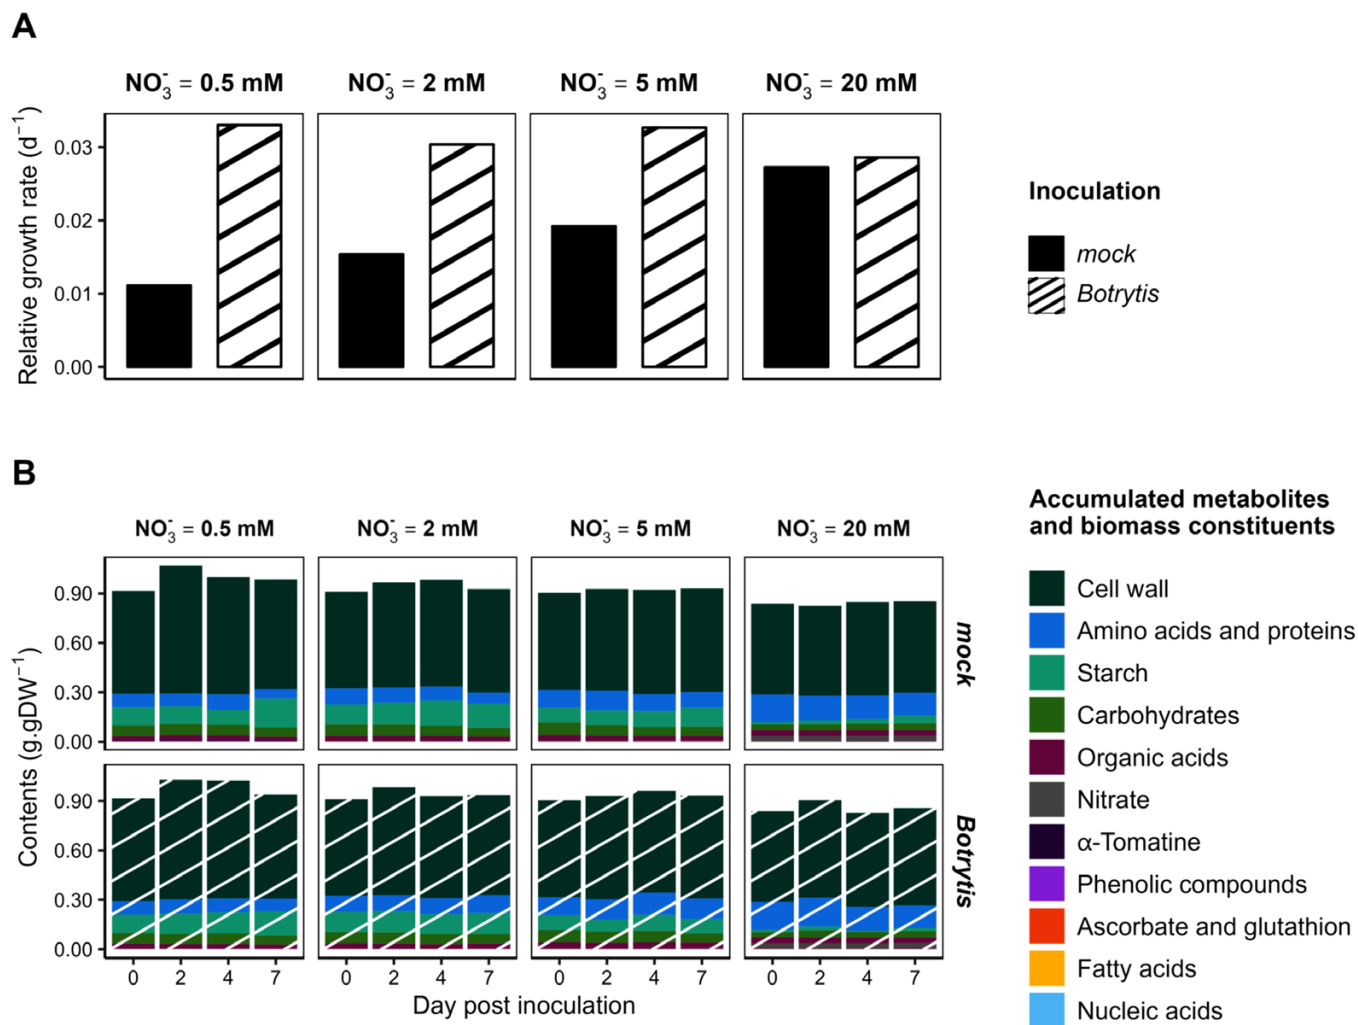 A
NO₃⁻ = 0.5 mM
NO₃⁻ = 2 mM
NO₃⁻ = 5 mM
NO₃⁻ = 20 mM
Relative growth rate (d⁻¹)
0.03
0.02
0.01
0.00
Inoculation
mock
Botrytis
B
NO₃⁻ = 0.5 mM
NO₃⁻ = 2 mM
NO₃⁻ = 5 mM
NO₃⁻ = 20 mM
Contents (g.gDW⁻¹)
0.90
0.60
0.30
0.00
mock
0.90
0.60
0.30
0.00
Botrytis
0 2 4 7
0 2 4 7
0 2 4 7
0 2 4 7
Day post inoculation
Accumulated metabolites
and biomass constituents
Cell wall
Amino acids and proteins
Starch
Carbohydrates
Organic acids
Nitrate
α-Tomatine
Phenolic compounds
Ascorbate and glutathion
Fatty acids
Nucleic acids